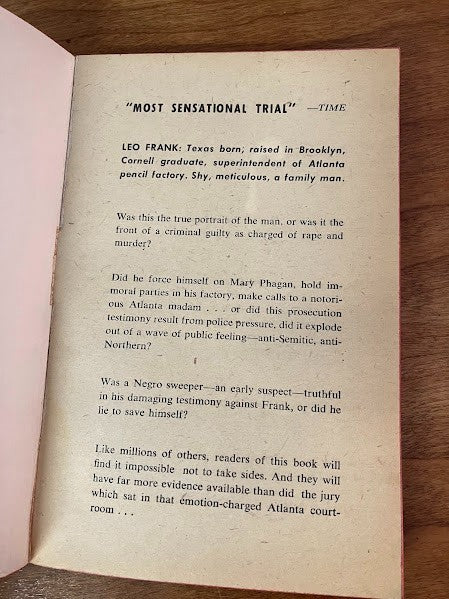 "MOST SENSATIONAL TRIAL" —TIME
LEO FRANK: Texas born, raised in Brooklyn,
Cornell graduate, superintendent of Atlanta
pencil factory. Shy, meticulous, a family man.
Was this the true portrait of the man, or was it the
front of a criminal guilty as charged of rape and
murder?
Did he force himself on Mary Phagan, hold im-
moral parties in his factory, make calls to a notori-
ous Atlanta madam . . . or did this prosecution
testimony result from police pressure, did it explode
out of a wave of public feeling—anti-Semitic, anti-
Northern?
Was a Negro sweeper—an early suspect—truthful
in his damaging testimony against Frank, or did he
lie to save himself?
Like millions of others, readers of this book will
find it impossible not to take sides. And they will
have far more evidence available than did the jury
which sat in that emotion-charged Atlanta court-
room . . .